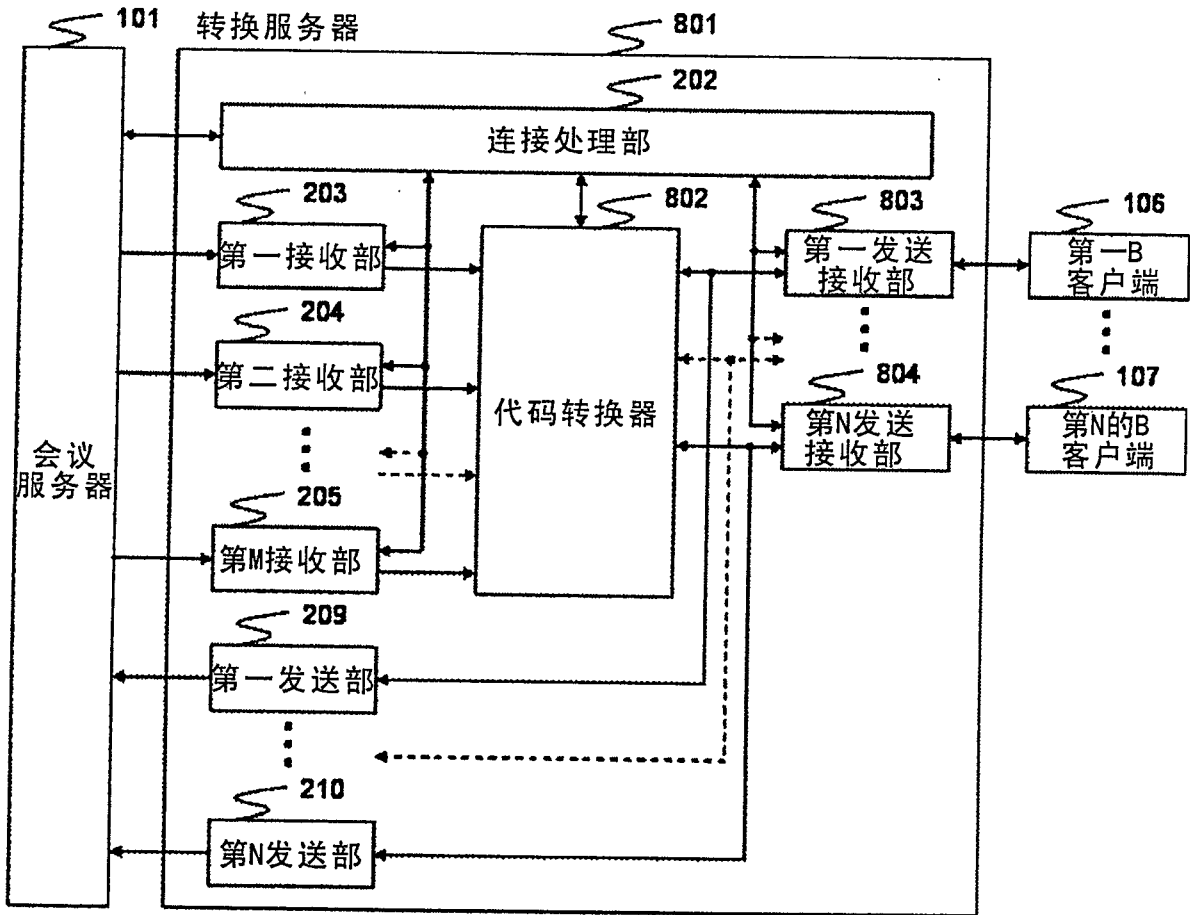 101
转换服务器
801
202
连接处理部
203
802
803
106
第一接收部
第一发送
接收部
第一B
客户端
204
第二接收部
代码转换器
804
107
第N发送
接收部
第N的B
客户端
会议
服务器
205
第M接收部
209
第一发送部
210
第N发送部